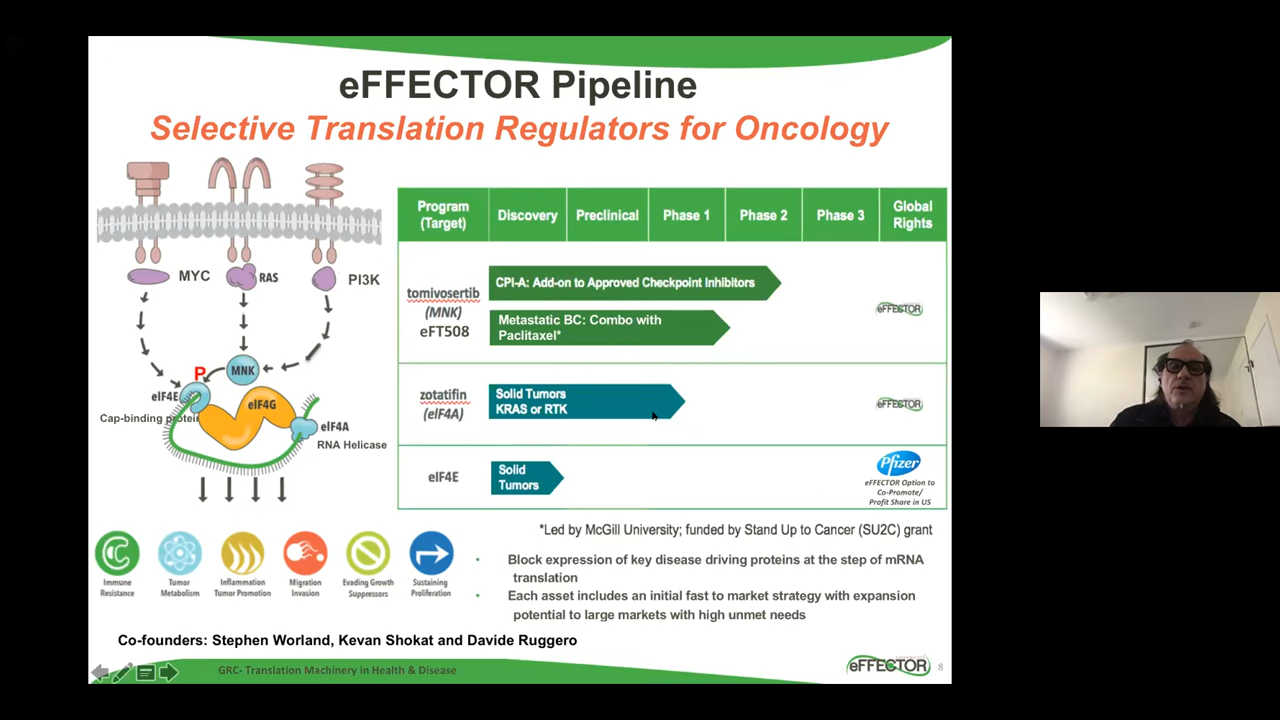 eFFECTOR Pipeline
Selective Translation Regulators for Oncology
MYC
RAS
PI3K
MNK
P
eIF4E
Cap-binding protein
eIF4G
eIF4A
RNA Helicase
Program
(Target)
Discovery
Preclinical
Phase 1
Phase 2
Phase 3
Global
Rights
tomivosertib
(MNK)
eFT508
CPI-A: Add-on to Approved Checkpoint Inhibitors
Metastatic BC: Combo with
Paclitaxel*
eFFECTOR
zotatifin
(eIF4A)
Solid Tumors
KRAS or RTK
eFFECTOR
eIF4E
Solid
Tumors
Pfizer
eFFECTOR Option to
Co-Promote/
Profit Share in US
*Led by McGill University; funded by Stand Up to Cancer (SU2C) grant
Immune
Resistance
Tumor
Metabolism
Inflammation
Tumor Promotion
Migration
Invasion
Evading Growth
Suppressors
Sustaining
Proliferation
• Block expression of key disease driving proteins at the step of mRNA
translation
• Each asset includes an initial fast to market strategy with expansion
potential to large markets with high unmet needs
Co-founders: Stephen Worland, Kevan Shokat and Davide Ruggero
GRC- Translation Machinery in Health & Disease
eFFECTOR
8